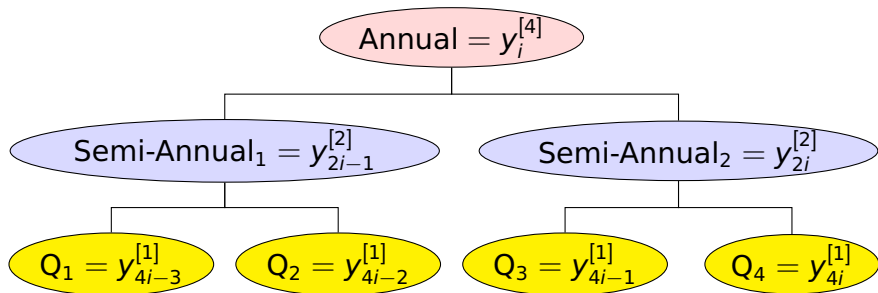 Annual = y_i^{[4]}
Semi-Annual_1 = y_{2i−1}^{[2]}
Semi-Annual_2 = y_{2i}^{[2]}
Q_1 = y_{4i−3}^{[1]}
Q_2 = y_{4i−2}^{[1]}
Q_3 = y_{4i−1}^{[1]}
Q_4 = y_{4i}^{[1]}